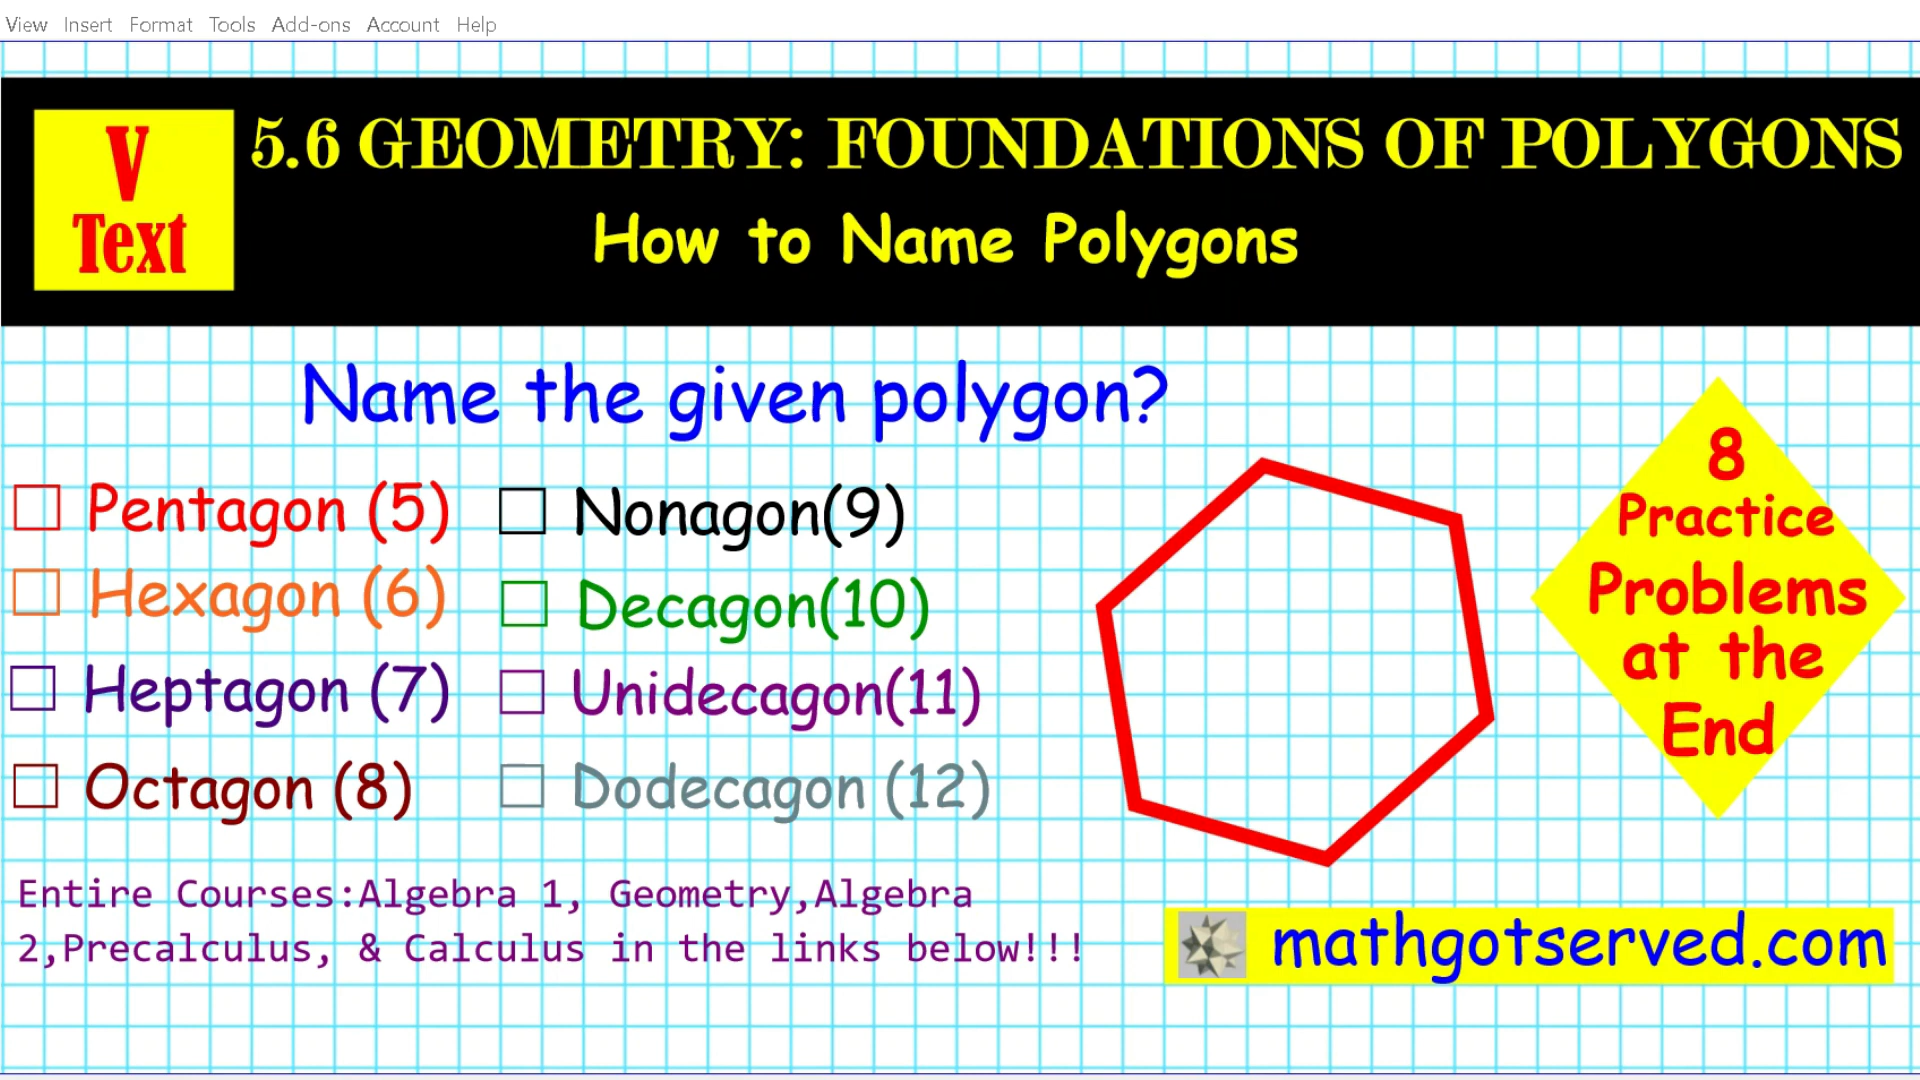 View Insert Format Tools Add-ons Account Help
V
Text
5.6 GEOMETRY: FOUNDATIONS OF POLYGONS
How to Name Polygons
Name the given polygon?
Pentagon (5)
Hexagon (6)
Heptagon (7)
Octagon (8)
Nonagon(9)
Decagon(10)
Unidecagon(11)
Dodecagon (12)
8
Practice
Problems
at the
End
Entire Courses:Algebra 1, Geometry,Algebra
2,Precalculus, & Calculus in the links below!!!
mathgotserved.com